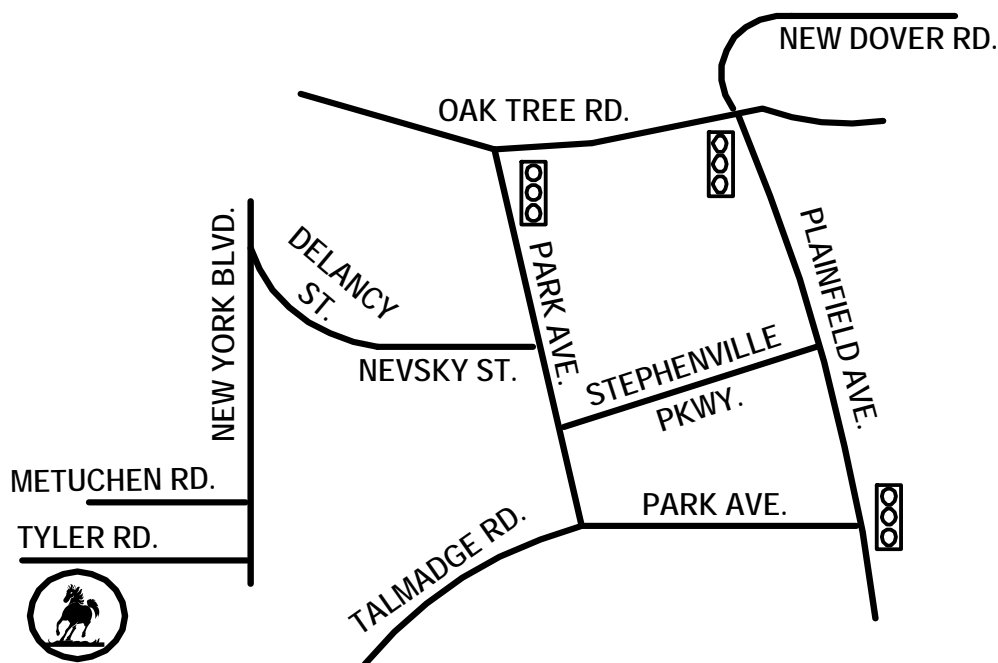 NEW DOVER RD.
OAK TREE RD.
NEW YORK BLVD.
DELANCY
ST.
PARK AVE.
PLAINFIELD AVE.
NEVSKY ST.
STEPHENVILLE
PKWY.
METUCHEN RD.
PARK AVE.
TYLER RD.
TALMADGE RD.